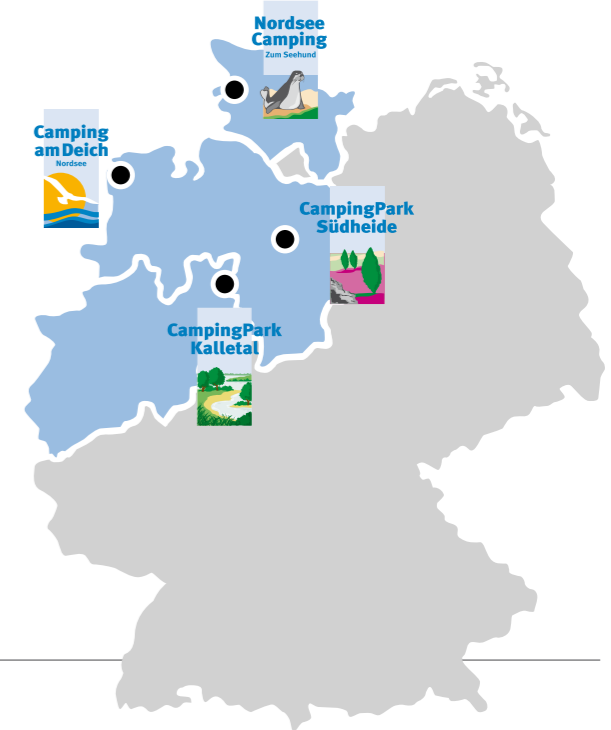 Nordsee
Camping
Zum Seehund
Camping
am Deich
Nordsee
CampingPark
Südheide
CampingPark
Kalletal